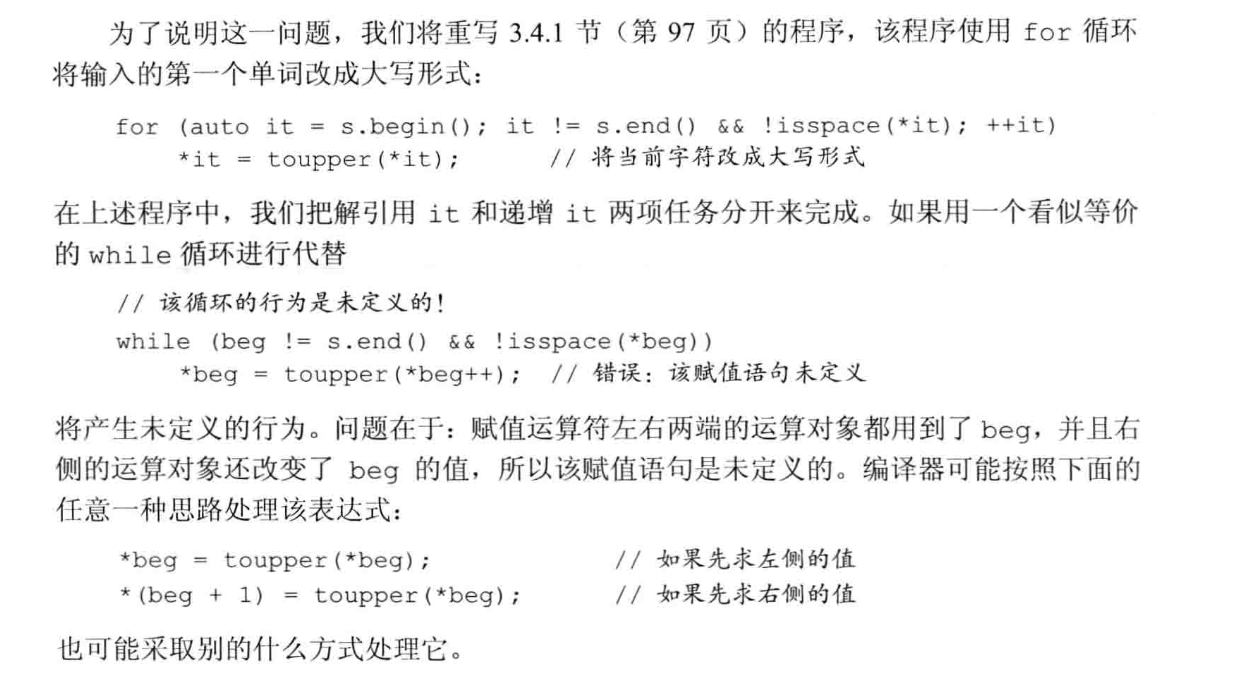 为了说明这一问题，我们将重写 3.4.1 节（第 97 页）的程序，该程序使用 for 循环
将输入的第一个单词改成大写形式：
for (auto it = s.begin(); it != s.end() && !isspace(*it); ++it)
*it = toupper(*it); // 将当前字符改成大写形式
在上述程序中，我们把解引用 it 和递增 it 两项任务分开来完成。如果用一个看似等价
的 while 循环进行代替
// 该循环的行为是未定义的！
while (beg != s.end() && !isspace(*beg))
*beg = toupper(*beg++); // 错误：该赋值语句未定义
将产生未定义的行为。问题在于：赋值运算符左右两端的运算对象都用到了 beg，并且右
侧的运算对象还改变了 beg 的值，所以该赋值语句是未定义的。编译器可能按照下面的
任意一种思路处理该表达式：
*beg = toupper(*beg); // 如果先求左侧的值
*(beg + 1) = toupper(*beg); // 如果先求右侧的值
也可能采取别的什么方式处理它。